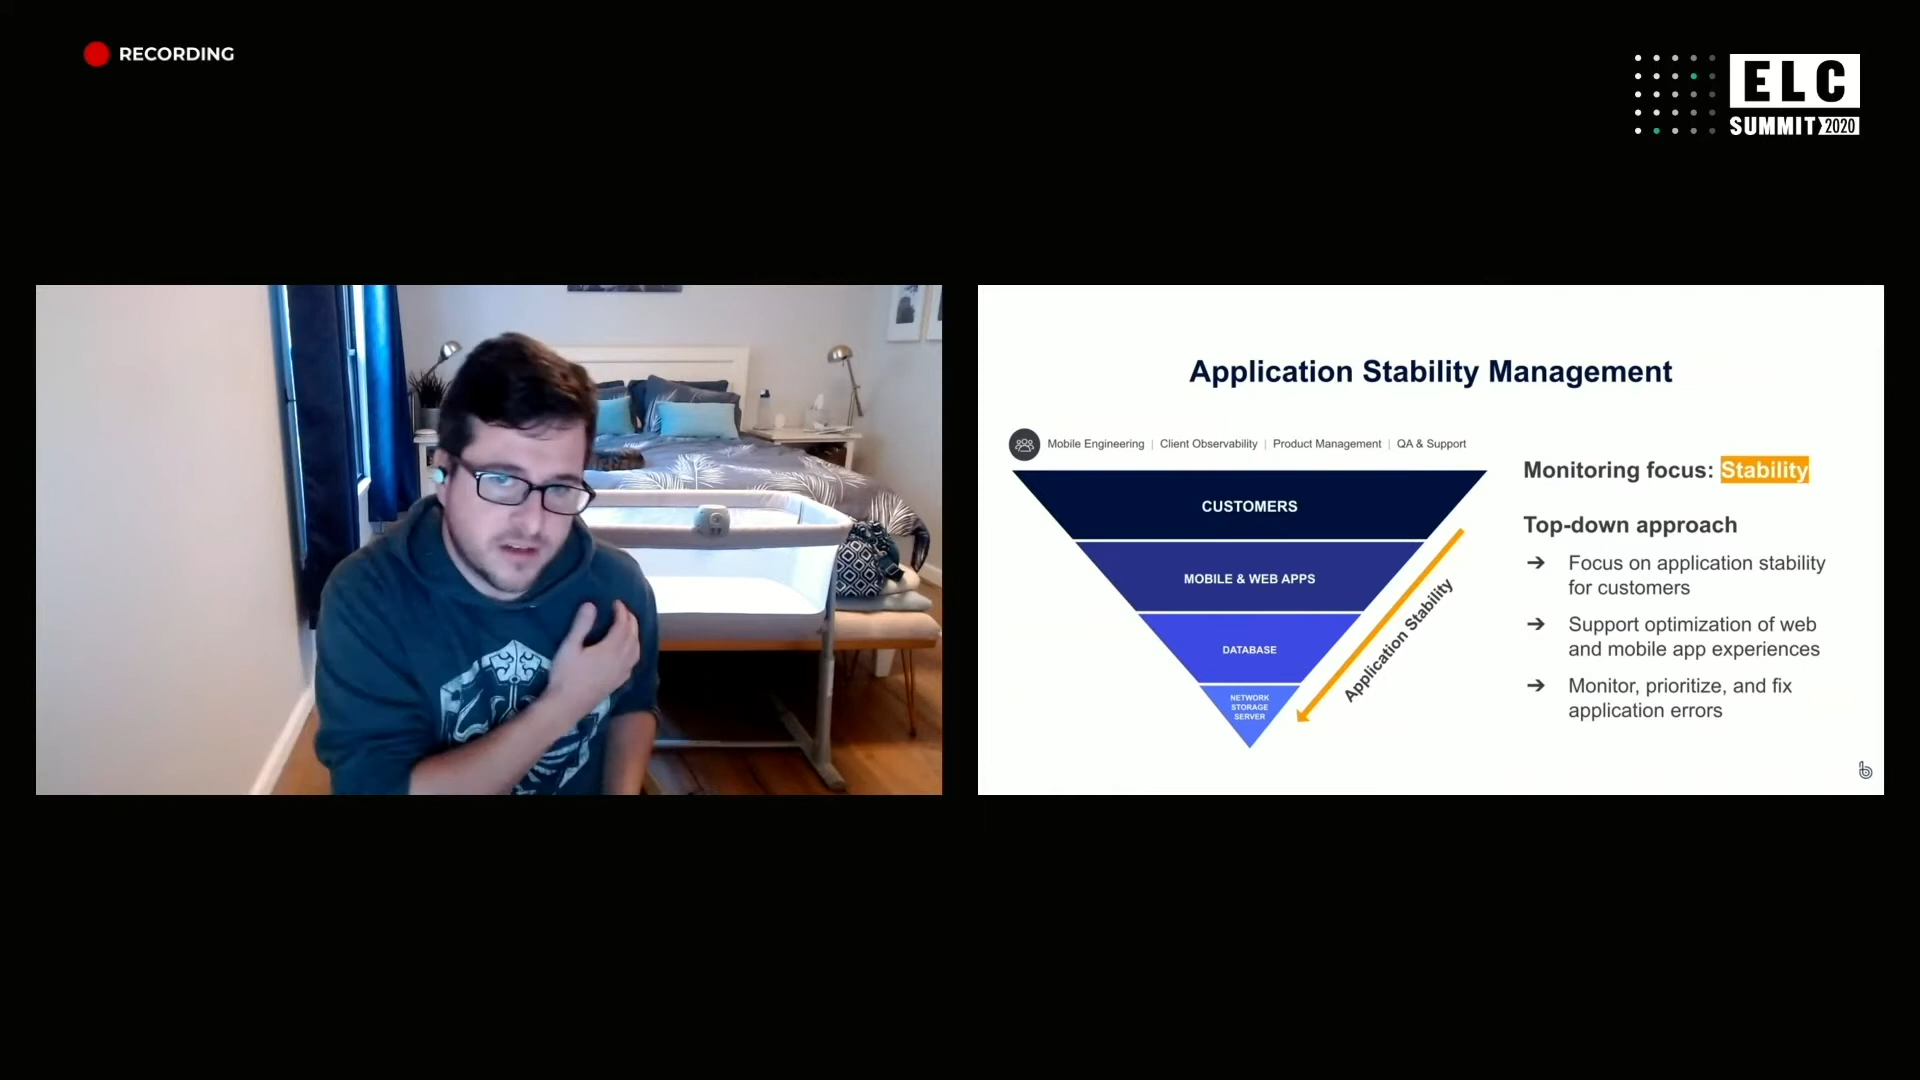 RECORDING
ELC
SUMMIT 2020
Application Stability Management
Mobile Engineering | Client Observability | Product Management | QA & Support
CUSTOMERS
MOBILE & WEB APPS
DATABASE
NETWORK
STORAGE
SERVER
Application Stability
Monitoring focus: Stability
Top-down approach
➔ Focus on application stability
for customers
➔ Support optimization of web
and mobile app experiences
➔ Monitor, prioritize, and fix
application errors
b